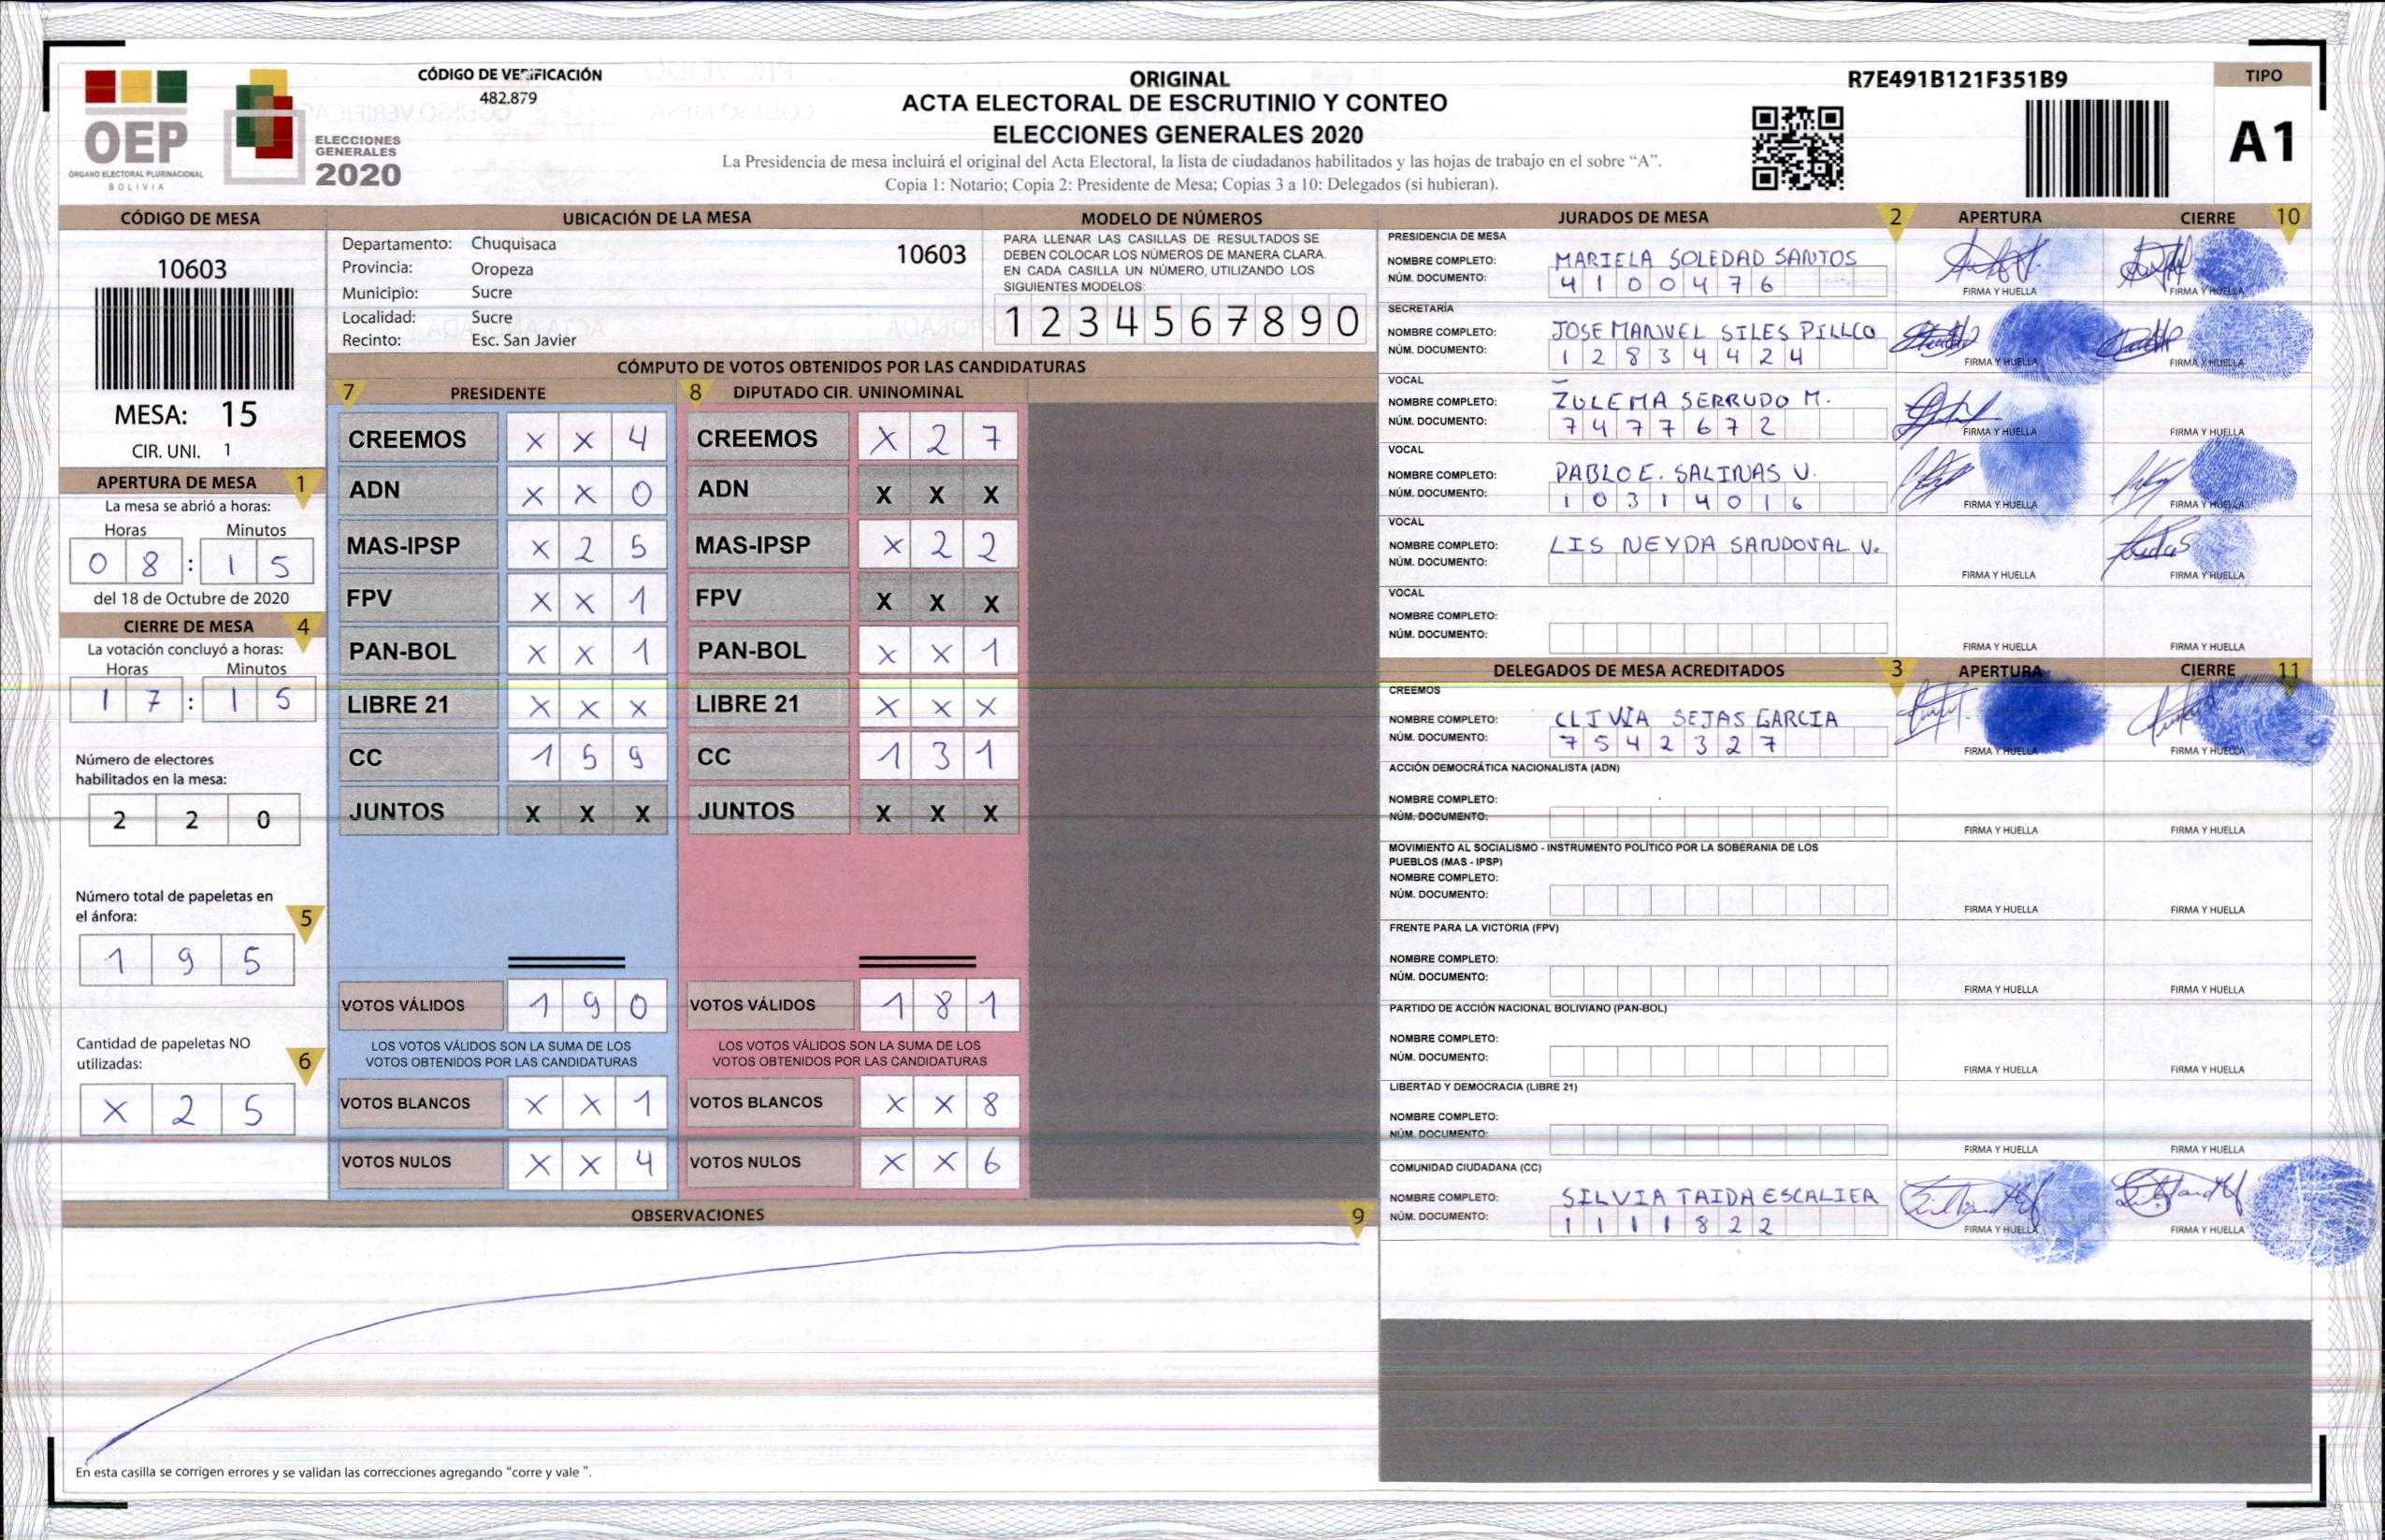 OEP
ÓRGANO ELECTORAL PLURINACIONAL
BOLIVIA
ELECCIONES
GENERALES
2020
CÓDIGO DE VERIFICACIÓN
482.879
ORIGINAL
ACTA ELECTORAL DE ESCRUTINIO Y CONTEO
ELECCIONES GENERALES 2020
La Presidencia de mesa incluirá el original del Acta Electoral, la lista de ciudadanos habilitados y las hojas de trabajo en el sobre “A”.
Copia 1: Notario; Copia 2: Presidente de Mesa; Copias 3 a 10: Delegados (si hubieran).
R7E491B121F351B9
TIPO
A1
CÓDIGO DE MESA
10603
MESA: 15
CIR. UNI. 1
APERTURA DE MESA 1
La mesa se abrió a horas:
Horas Minutos
0 8 : 1 5
del 18 de Octubre de 2020
CIERRE DE MESA 4
La votación concluyó a horas:
Horas Minutos
1 7 : 1 5
Número de electores
habilitados en la mesa:
2 2 0
Número total de papeletas en
el ánfora: 5
1 9 5
Cantidad de papeletas NO
utilizadas: 6
X 2 5
UBICACIÓN DE LA MESA
Departamento: Chuquisaca 10603
Provincia: Oropeza
Municipio: Sucre
Localidad: Sucre
Recinto: Esc. San Javier
MODELO DE NÚMEROS
PARA LLENAR LAS CASILLAS DE RESULTADOS SE
DEBEN COLOCAR LOS NÚMEROS DE MANERA CLARA.
EN CADA CASILLA UN NÚMERO, UTILIZANDO LOS
SIGUIENTES MODELOS:
1 2 3 4 5 6 7 8 9 0
CÓMPUTO DE VOTOS OBTENIDOS POR LAS CANDIDATURAS
7 PRESIDENTE
CREEMOS X X 4
ADN X X 0
MAS-IPSP X 2 5
FPV X X 1
PAN-BOL X X 1
LIBRE 21 X X X
CC 1 5 9
JUNTOS X X X
VOTOS VÁLIDOS 1 9 0
LOS VOTOS VÁLIDOS SON LA SUMA DE LOS
VOTOS OBTENIDOS POR LAS CANDIDATURAS
VOTOS BLANCOS X X 1
VOTOS NULOS X X 4
8 DIPUTADO CIR. UNINOMINAL
CREEMOS X 2 7
ADN X X X
MAS-IPSP X 2 2
FPV X X X
PAN-BOL X X 1
LIBRE 21 X X X
CC 1 3 1
JUNTOS X X X
VOTOS VÁLIDOS 1 8 1
LOS VOTOS VÁLIDOS SON LA SUMA DE LOS
VOTOS OBTENIDOS POR LAS CANDIDATURAS
VOTOS BLANCOS X X 8
VOTOS NULOS X X 6
OBSERVACIONES 9
En esta casilla se corrigen errores y se validan las correcciones agregando “corre y vale ”.
JURADOS DE MESA 2 APERTURA CIERRE 10
PRESIDENCIA DE MESA
NOMBRE COMPLETO: MARIELA SOLEDAD SANTOS
NÚM. DOCUMENTO: 4 1 0 0 4 7 6
FIRMA Y HUELLA FIRMA Y HUELLA
SECRETARÍA
NOMBRE COMPLETO: JOSE MANUEL SILES PILLCO
NÚM. DOCUMENTO: 1 2 8 3 4 4 2 4
FIRMA Y HUELLA FIRMA Y HUELLA
VOCAL
NOMBRE COMPLETO: ZULEMA SERRUDO M.
NÚM. DOCUMENTO: 7 4 7 7 6 7 2
FIRMA Y HUELLA FIRMA Y HUELLA
VOCAL
NOMBRE COMPLETO: PABLO E. SALINAS V.
NÚM. DOCUMENTO: 1 0 3 1 4 0 1 6
FIRMA Y HUELLA FIRMA Y HUELLA
VOCAL
NOMBRE COMPLETO: LIS NEYDA SANDOVAL V.
NÚM. DOCUMENTO:
FIRMA Y HUELLA FIRMA Y HUELLA
VOCAL
NOMBRE COMPLETO:
NÚM. DOCUMENTO:
FIRMA Y HUELLA FIRMA Y HUELLA
DELEGADOS DE MESA ACREDITADOS 3 APERTURA CIERRE 11
CREEMOS
NOMBRE COMPLETO: SEJAS GARCIA
NÚM. DOCUMENTO: 7 5 4 2 3 2 7
FIRMA Y HUELLA FIRMA Y HUELLA
ACCIÓN DEMOCRÁTICA NACIONALISTA (ADN)
NOMBRE COMPLETO:
NÚM. DOCUMENTO:
FIRMA Y HUELLA FIRMA Y HUELLA
MOVIMIENTO AL SOCIALISMO - INSTRUMENTO POLÍTICO POR LA SOBERANIA DE LOS
PUEBLOS (MAS - IPSP)
NOMBRE COMPLETO:
NÚM. DOCUMENTO:
FIRMA Y HUELLA FIRMA Y HUELLA
FRENTE PARA LA VICTORIA (FPV)
NOMBRE COMPLETO:
NÚM. DOCUMENTO:
FIRMA Y HUELLA FIRMA Y HUELLA
PARTIDO DE ACCIÓN NACIONAL BOLIVIANO (PAN-BOL)
NOMBRE COMPLETO:
NÚM. DOCUMENTO:
FIRMA Y HUELLA FIRMA Y HUELLA
LIBERTAD Y DEMOCRACIA (LIBRE 21)
NOMBRE COMPLETO:
NÚM. DOCUMENTO:
FIRMA Y HUELLA FIRMA Y HUELLA
COMUNIDAD CIUDADANA (CC)
NOMBRE COMPLETO: SILVIA TAIDA ESCALIER
NÚM. DOCUMENTO: 1 1 1 1 8 2 2
FIRMA Y HUELLA FIRMA Y HUELLA